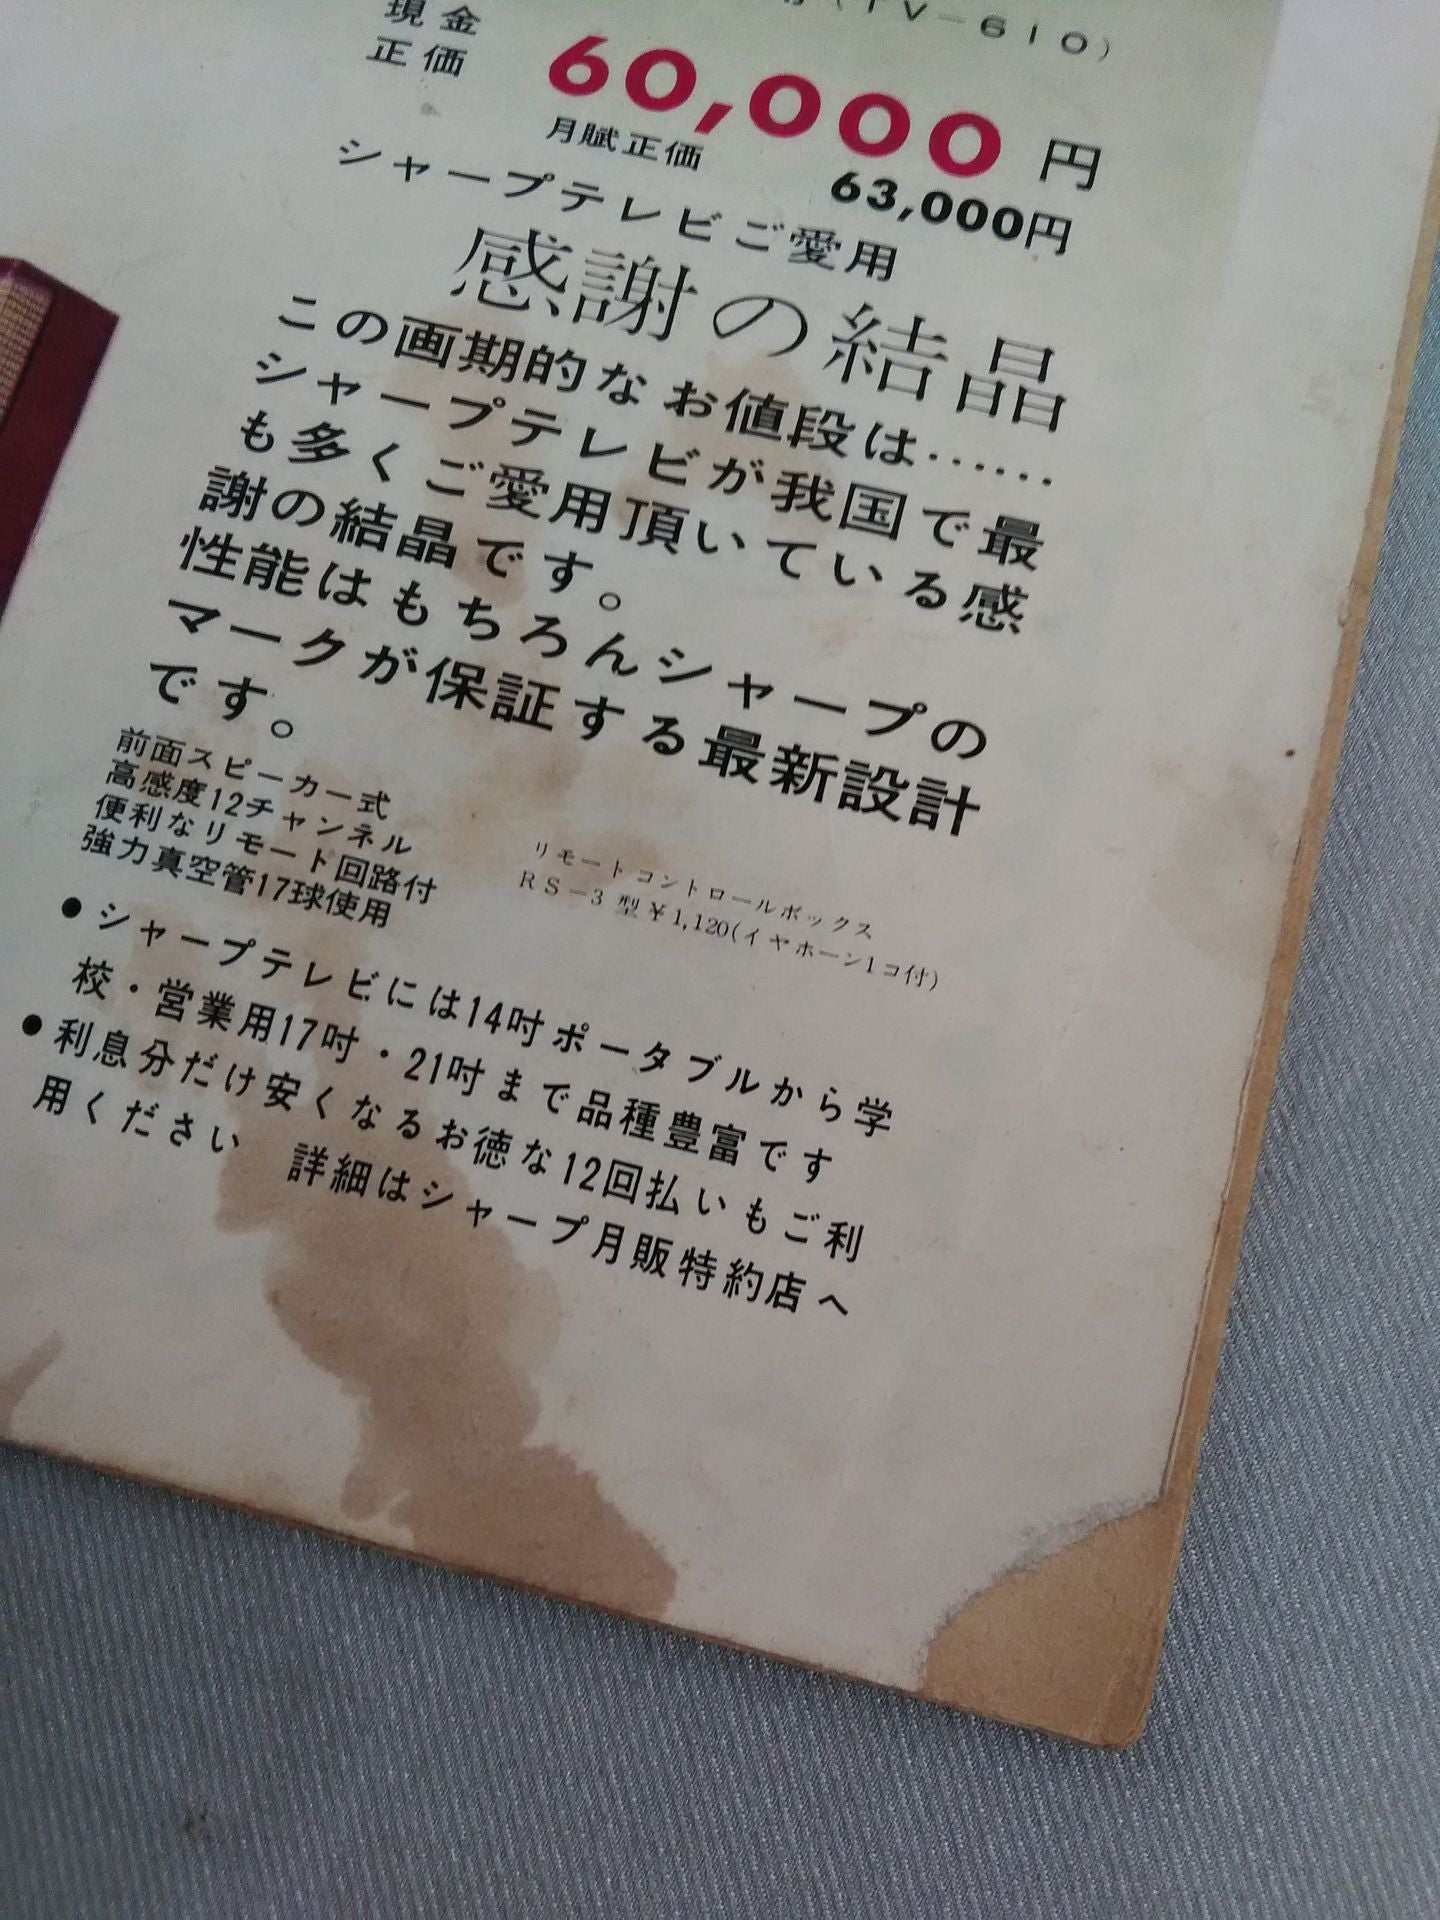 (TV-610)
現金
正価
60,000円
月賦正価 63,000円
シャープテレビご愛用
感謝の結晶
この画期的なお値段は……
シャープテレビが我国で最
も多くご愛用頂いている感
謝の結晶です。
性能はもちろんシャープの
マークが保証する最新設計
です。
前面スピーカー式
高感度12チャンネル
便利なリモート回路付
強力真空管17球使用
リモートコントロールボックス
RS-3型¥1,120(イヤホーン1コ付)
●シャープテレビには14吋ポータブルから学
校・営業用17吋・21吋まで品種豊富です
●利息分だけ安くなるお徳な12回払いもご利
用ください 詳細はシャープ月販特約店へ